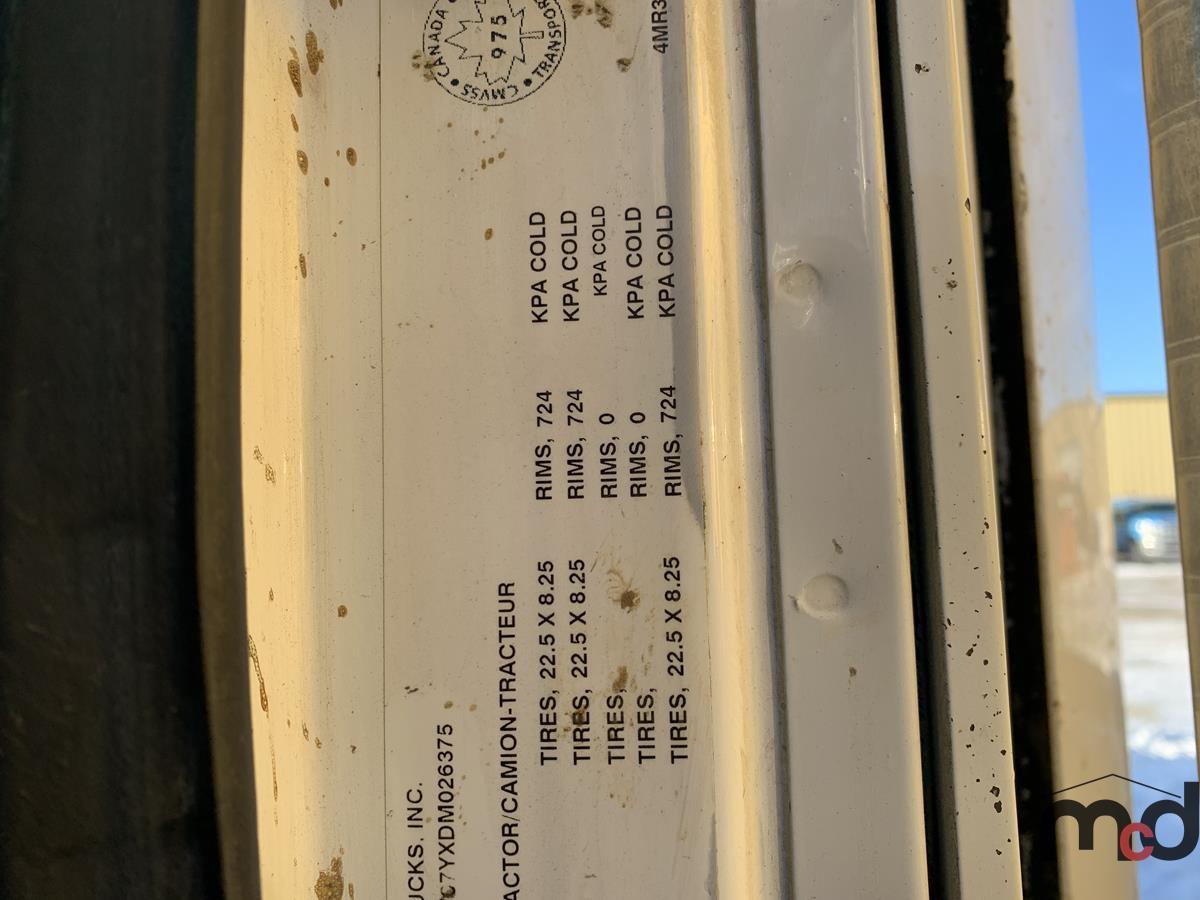 UCKS. INC.
C7YXDM026375
CANADA • TRANSPOR
CMVSS
975
ACTOR/CAMION-TRACTEUR
TIRES, 22.5 X 8.25 RIMS, 724 KPA COLD
TIRES, 22.5 X 8.25 RIMS, 724 KPA COLD
TIRES, RIMS, 0 KPA COLD
TIRES, RIMS, 0 KPA COLD
TIRES, 22.5 X 8.25 RIMS, 724 KPA COLD
4MR3
mcd